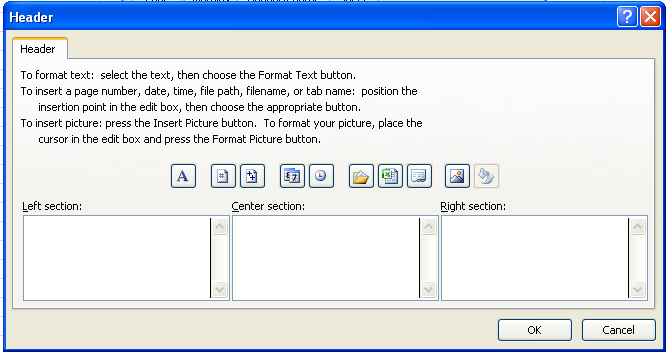 Header
Header
To format text: select the text, then choose the Format Text button.
To insert a page number, date, time, file path, filename, or tab name: position the
insertion point in the edit box, then choose the appropriate button.
To insert picture: press the Insert Picture button. To format your picture, place the
cursor in the edit box and press the Format Picture button.
A
Left section: Center section: Right section:
OK Cancel